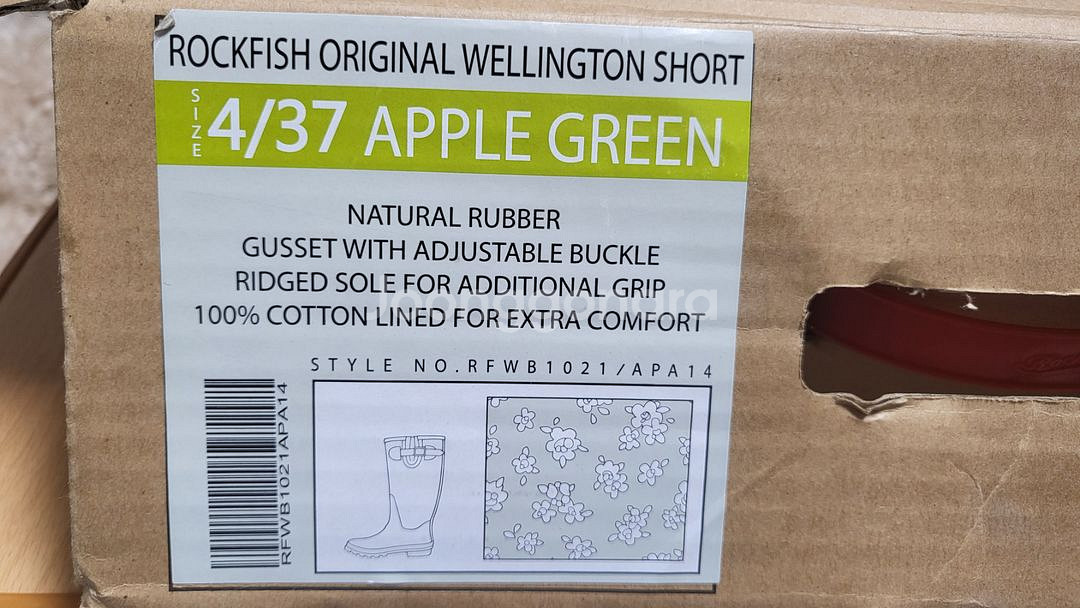 ROCKFISH ORIGINAL WELLINGTON SHORT
SIZE 4/37 APPLE GREEN
NATURAL RUBBER
GUSSET WITH ADJUSTABLE BUCKLE
RIDGED SOLE FOR ADDITIONAL GRIP
100% COTTON LINED FOR EXTRA COMFORT
STYLE NO.RFWB1021/APA14
RFWB1021APA14